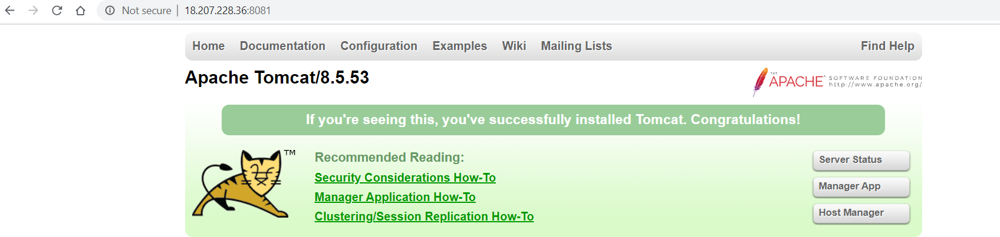 Not secure | 18.207.228.36:8081
Home Documentation Configuration Examples Wiki Mailing Lists Find Help
Apache Tomcat/8.5.53
THE APACHE SOFTWARE FOUNDATION
http://www.apache.org/
If you're seeing this, you've successfully installed Tomcat. Congratulations!
TM
Recommended Reading:
Security Considerations How-To
Manager Application How-To
Clustering/Session Replication How-To
Server Status
Manager App
Host Manager